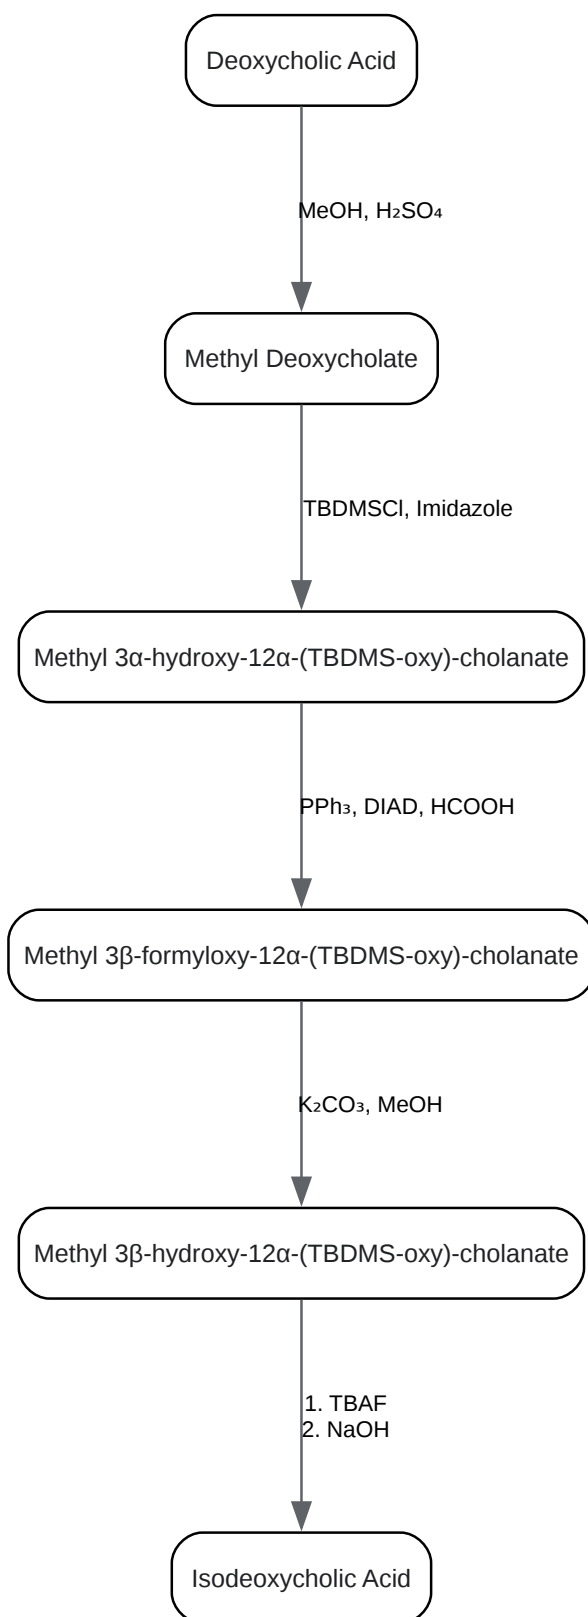 Deoxycholic Acid
MeOH, H₂SO₄
Methyl Deoxycholate
TBDMSCl, Imidazole
Methyl 3α-hydroxy-12α-(TBDMS-oxy)-cholanate
PPh₃, DIAD, HCOOH
Methyl 3β-formyloxy-12α-(TBDMS-oxy)-cholanate
K₂CO₃, MeOH
Methyl 3β-hydroxy-12α-(TBDMS-oxy)-cholanate
1. TBAF
2. NaOH
Isodeoxycholic Acid